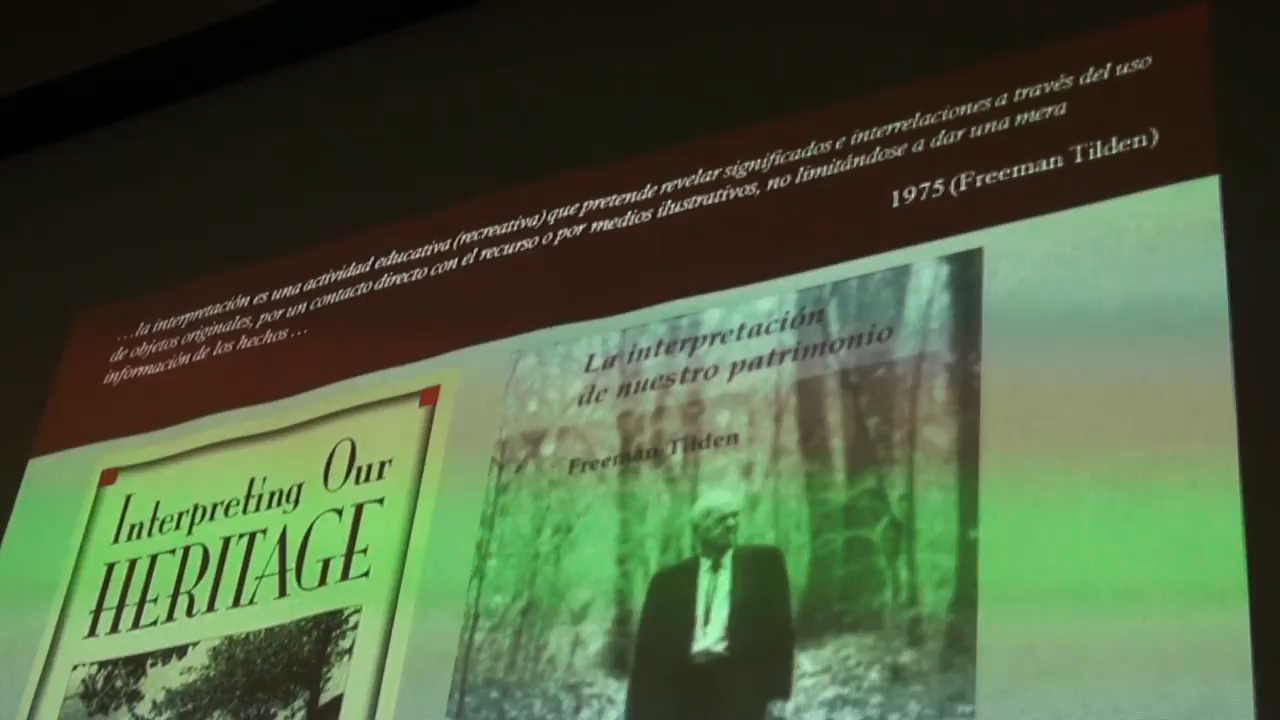 …la interpretación es una actividad educativa (recreativa) que pretende revelar significados e interrelaciones a través del uso
de objetos originales, por un contacto directo con el recurso o por medios ilustrativos, no limitándose a dar una mera
información de los hechos…
1975 (Freeman Tilden)
Interpreting Our
HERITAGE
La interpretación
de nuestro patrimonio
Freeman Tilden